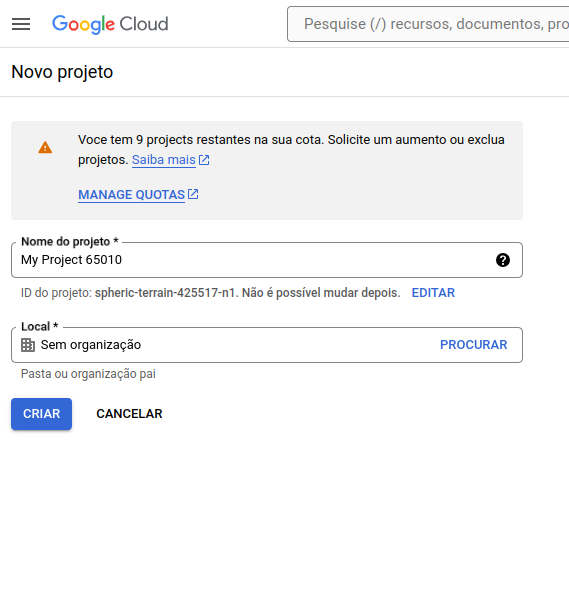 Google Cloud
Pesquise (/) recursos, documentos, pro
Novo projeto
Voce tem 9 projects restantes na sua cota. Solicite um aumento ou exclua
projetos. Saiba mais
MANAGE QUOTAS
Nome do projeto *
My Project 65010
ID do projeto: spheric-terrain-425517-n1. Não é possível mudar depois. EDITAR
Local *
Sem organização PROCURAR
Pasta ou organização pai
CRIAR CANCELAR